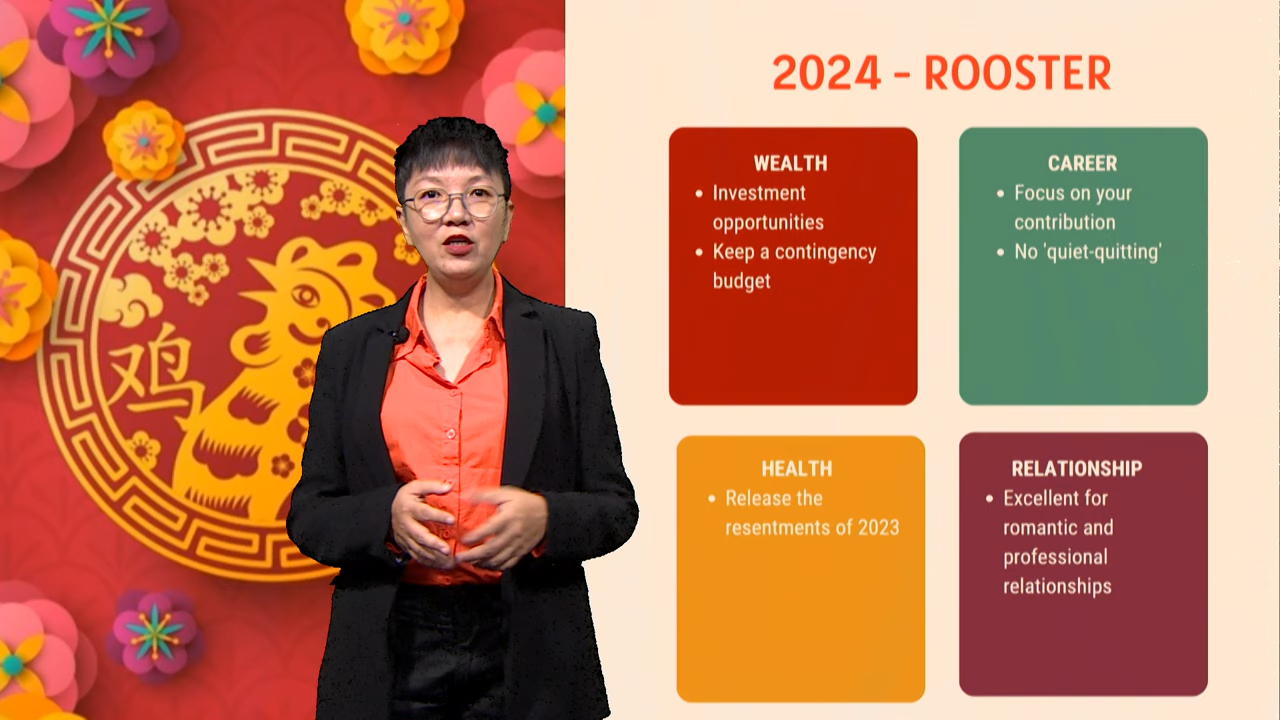 鸡
2024 - ROOSTER
WEALTH
• Investment
opportunities
• Keep a contingency
budget
CAREER
• Focus on your
contribution
• No 'quiet-quitting'
HEALTH
• Release the
resentments of 2023
RELATIONSHIP
• Excellent for
romantic and
professional
relationships